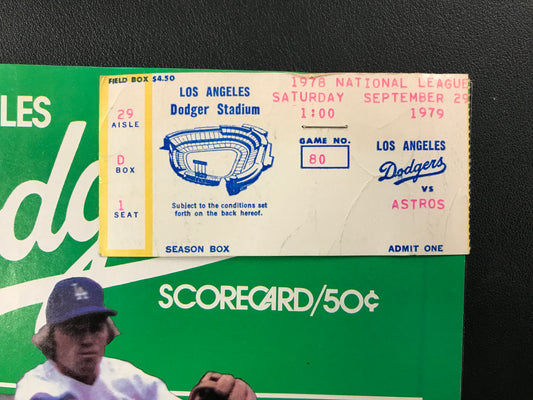 FIELD BOX $4.50
29
AISLE
D
BOX
1
SEAT
LOS ANGELES
Dodger Stadium
Subject to the conditions set
forth on the back hereof.
SEASON BOX
1978 NATIONAL LEAGUE
SATURDAY SEPTEMBER 29
1:00 1979
GAME NO.
80
LOS ANGELES
Dodgers
VS
ASTROS
ADMIT ONE
LES
SCORECARD/50¢
LA